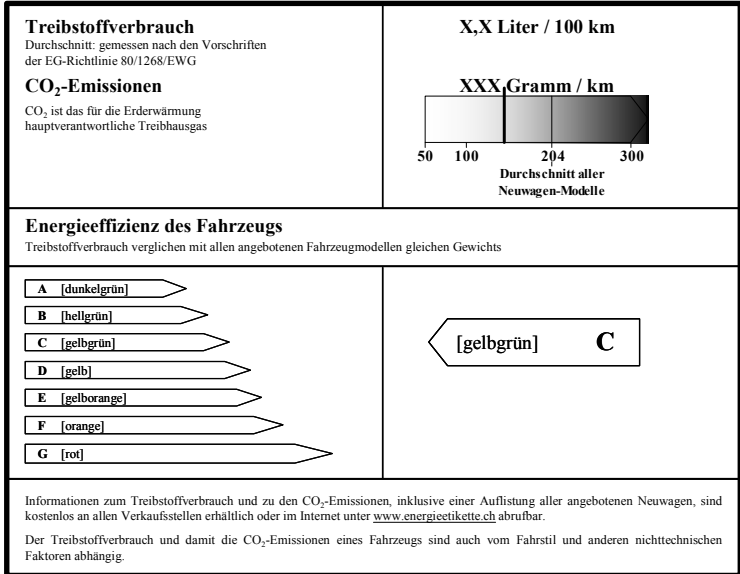 Treibstoffverbrauch
Durchschnitt: gemessen nach den Vorschriften
der EG-Richtlinie 80/1268/EWG
CO₂-Emissionen
CO₂ ist das für die Erderwärmung
hauptverantwortliche Treibhausgas
X,X Liter / 100 km
XXX Gramm / km
50 100 204 300
Durchschnitt aller
Neuwagen-Modelle
Energieeffizienz des Fahrzeugs
Treibstoffverbrauch verglichen mit allen angebotenen Fahrzeugmodellen gleichen Gewichts
A [dunkelgrün]
B [hellgrün]
C [gelbgrün]
D [gelb]
E [gelborange]
F [orange]
G [rot]
[gelbgrün] C
Informationen zum Treibstoffverbrauch und zu den CO₂-Emissionen, inklusive einer Auflistung aller angebotenen Neuwagen, sind
kostenlos an allen Verkaufsstellen erhältlich oder im Internet unter www.energieetikette.ch abrufbar.
Der Treibstoffverbrauch und damit die CO₂-Emissionen eines Fahrzeugs sind auch vom Fahrstil und anderen nichttechnischen
Faktoren abhängig.